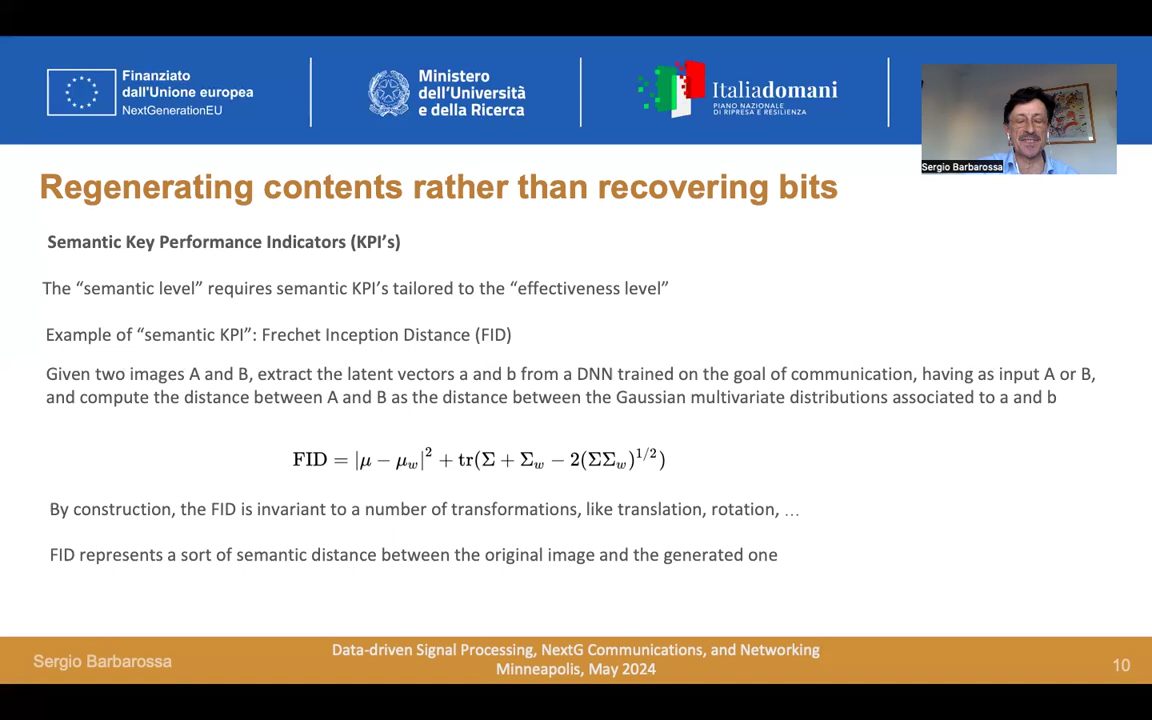 Finanziato
dall'Unione europea
NextGenerationEU
Ministero
dell'Università
e della Ricerca
Italiadomani
PIANO NAZIONALE
DI RIPRESA E RESILIENZA
Sergio Barbarossa
Regenerating contents rather than recovering bits
Semantic Key Performance Indicators (KPI's)
The “semantic level” requires semantic KPI's tailored to the “effectiveness level”
Example of “semantic KPI”: Frechet Inception Distance (FID)
Given two images A and B, extract the latent vectors a and b from a DNN trained on the goal of communication, having as input A or B,
and compute the distance between A and B as the distance between the Gaussian multivariate distributions associated to a and b
FID = |μ − μ_w|² + tr(Σ + Σ_w − 2(ΣΣ_w)^{1/2})
By construction, the FID is invariant to a number of transformations, like translation, rotation, …
FID represents a sort of semantic distance between the original image and the generated one
Sergio Barbarossa
Data-driven Signal Processing, NextG Communications, and Networking
Minneapolis, May 2024
10